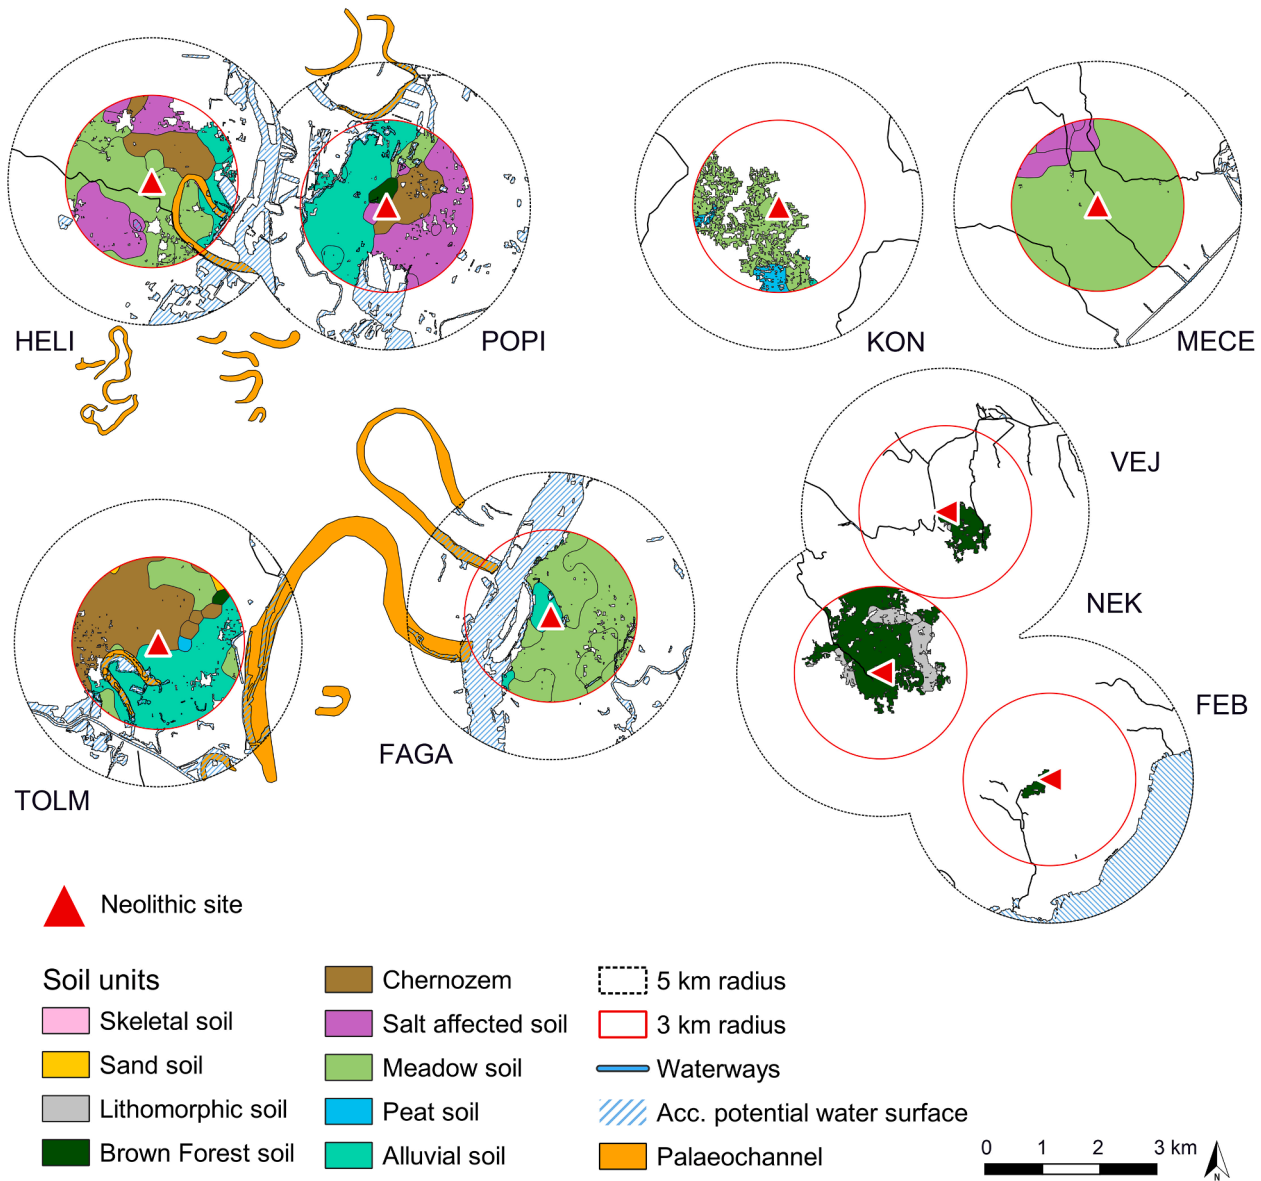 HELI
POPI
KON
MECE
VEJ
NEK
FEB
FAGA
TOLM
Neolithic site
Soil units
Skeletal soil
Sand soil
Lithomorphic soil
Brown Forest soil
Chernozem
Salt affected soil
Meadow soil
Peat soil
Alluvial soil
5 km radius
3 km radius
Waterways
Acc. potential water surface
Palaeochannel
0 1 2 3 km
N